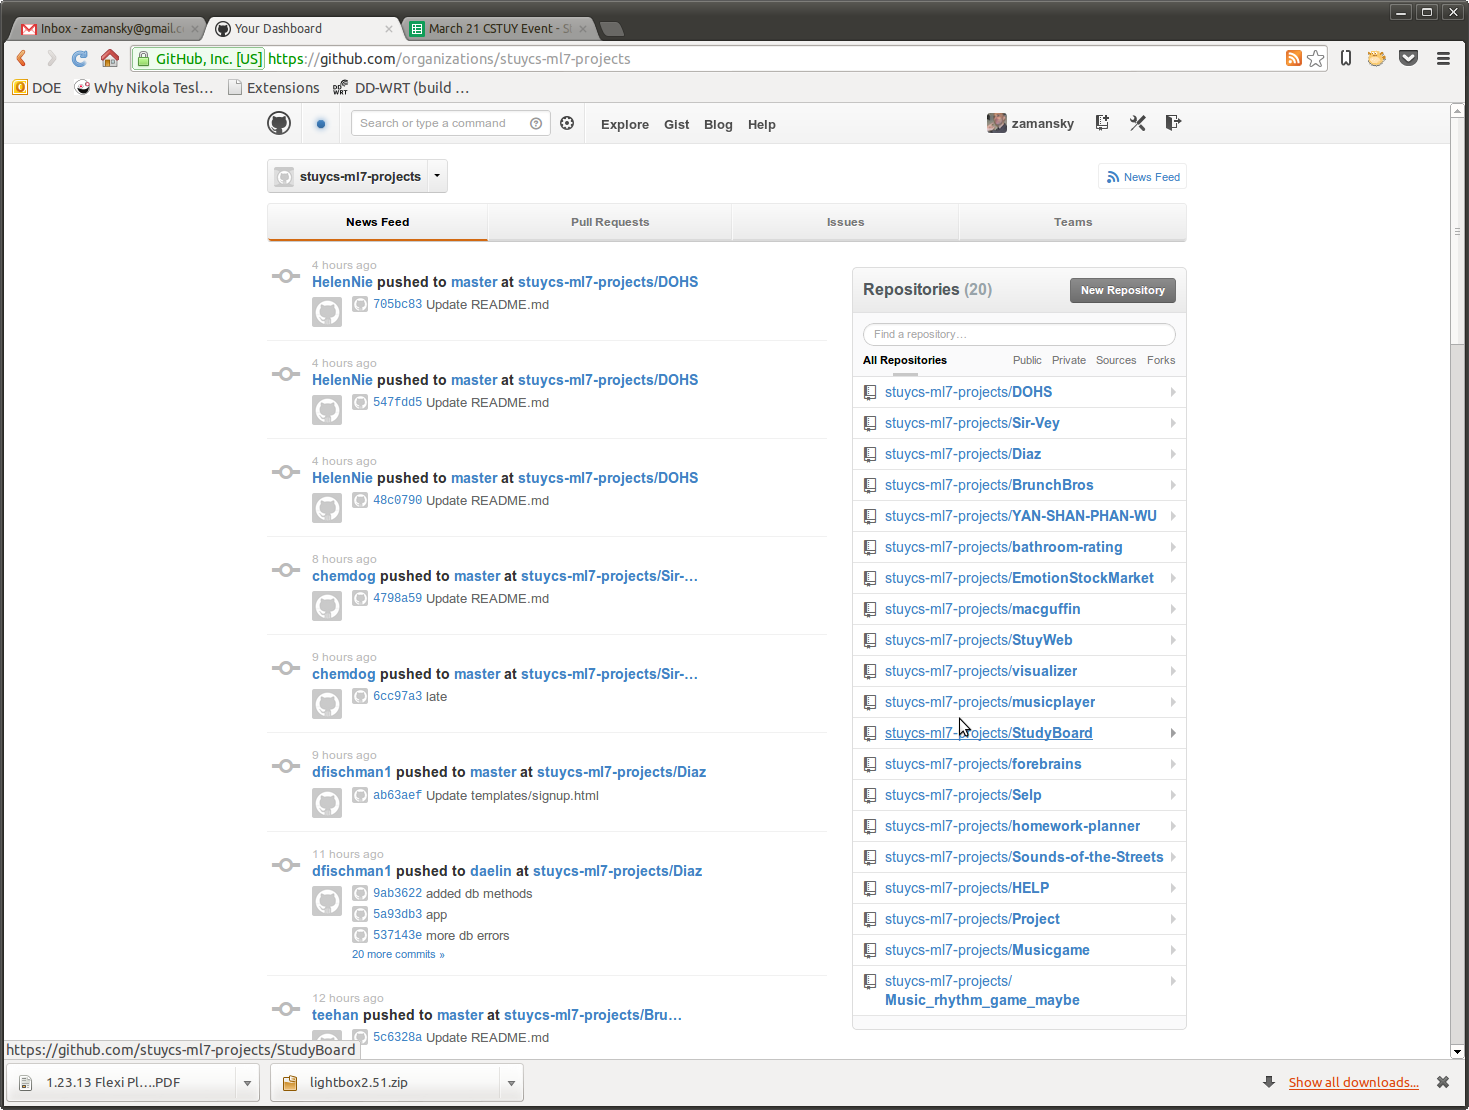 Inbox - zamansky@gmail.c
Your Dashboard
March 21 CSTUY Event - S
GitHub, Inc. [US] https://github.com/organizations/stuycs-ml7-projects
DOE Why Nikola Tesl... Extensions DD-WRT (build ...
Search or type a command Explore Gist Blog Help zamansky
stuycs-ml7-projects
News Feed
News Feed Pull Requests Issues Teams
4 hours ago
HelenNie pushed to master at stuycs-ml7-projects/DOHS
705bc83 Update README.md
4 hours ago
HelenNie pushed to master at stuycs-ml7-projects/DOHS
547fdd5 Update README.md
4 hours ago
HelenNie pushed to master at stuycs-ml7-projects/DOHS
48c0790 Update README.md
8 hours ago
chemdog pushed to master at stuycs-ml7-projects/Sir-...
4798a59 Update README.md
9 hours ago
chemdog pushed to master at stuycs-ml7-projects/Sir-...
6cc97a3 late
9 hours ago
dfischman1 pushed to master at stuycs-ml7-projects/Diaz
ab63aef Update templates/signup.html
11 hours ago
dfischman1 pushed to daelin at stuycs-ml7-projects/Diaz
9ab3622 added db methods
5a93db3 app
537143e more db errors
20 more commits »
12 hours ago
teehan pushed to master at stuycs-ml7-projects/Bru...
5c6328a Update README.md
Repositories (20) New Repository
Find a repository...
All Repositories Public Private Sources Forks
stuycs-ml7-projects/DOHS
stuycs-ml7-projects/Sir-Vey
stuycs-ml7-projects/Diaz
stuycs-ml7-projects/BrunchBros
stuycs-ml7-projects/YAN-SHAN-PHAN-WU
stuycs-ml7-projects/bathroom-rating
stuycs-ml7-projects/EmotionStockMarket
stuycs-ml7-projects/macguffin
stuycs-ml7-projects/StuyWeb
stuycs-ml7-projects/visualizer
stuycs-ml7-projects/musicplayer
stuycs-ml7-projects/StudyBoard
stuycs-ml7-projects/forebrains
stuycs-ml7-projects/Selp
stuycs-ml7-projects/homework-planner
stuycs-ml7-projects/Sounds-of-the-Streets
stuycs-ml7-projects/HELP
stuycs-ml7-projects/Project
stuycs-ml7-projects/Musicgame
stuycs-ml7-projects/
Music_rhythm_game_maybe
https://github.com/stuycs-ml7-projects/StudyBoard
1.23.13 Flexi Pl....PDF
lightbox2.51.zip
Show all downloads...